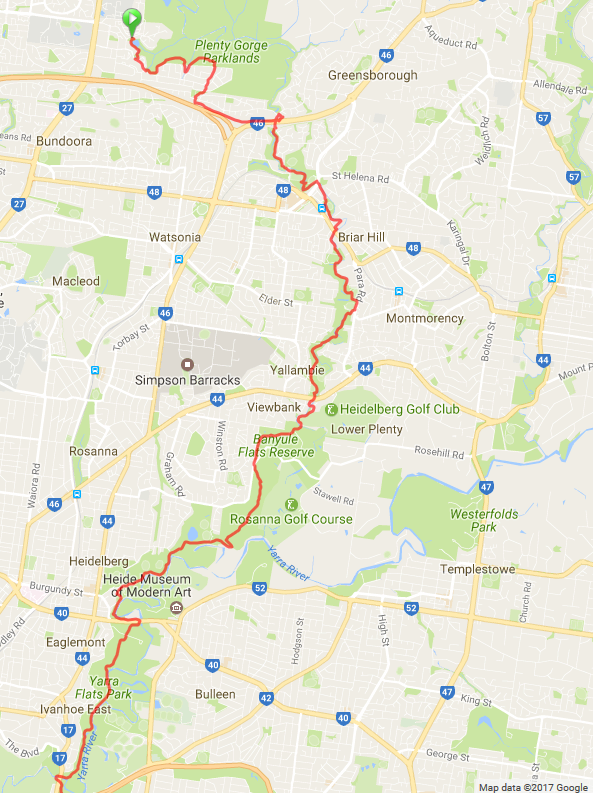 Aqueduct Rd
Plenty Gorge
Parklands
46
Greensborough
Allendale Rd
27
46
57
Bundoora
Weidlich Rd
St Helena Rd
57
48
48
27
Karingal Dr
Watsonia
Briar Hill
48
Macleod
Para Rd
Elder St
46
Montmorency
Korbay St
Bolton St
44
Yallambie
44
Mount P
Simpson Barracks
44
Viewbank
Heidelberg Golf Club
Lower Plenty
Winston Rd
Banyule
Flats Reserve
Rosanna
Rosehill Rd
Graham Rd
Waiora Rd
47
46
Stawell Rd
46
Rosanna Golf Course
Westerfolds
Park
Yarra River
Heidelberg
Templestowe
Heide Museum
of Modern Art
Burgundy St
52
52
Church Rd
40
Eaglemont
High St
Hodgson St
44
40
Yarra
Flats Park
Bulleen
42
47
King St
Ivanhoe East
40
17
The Blvd
George St
17
Yarra River
Map data ©2017 Google